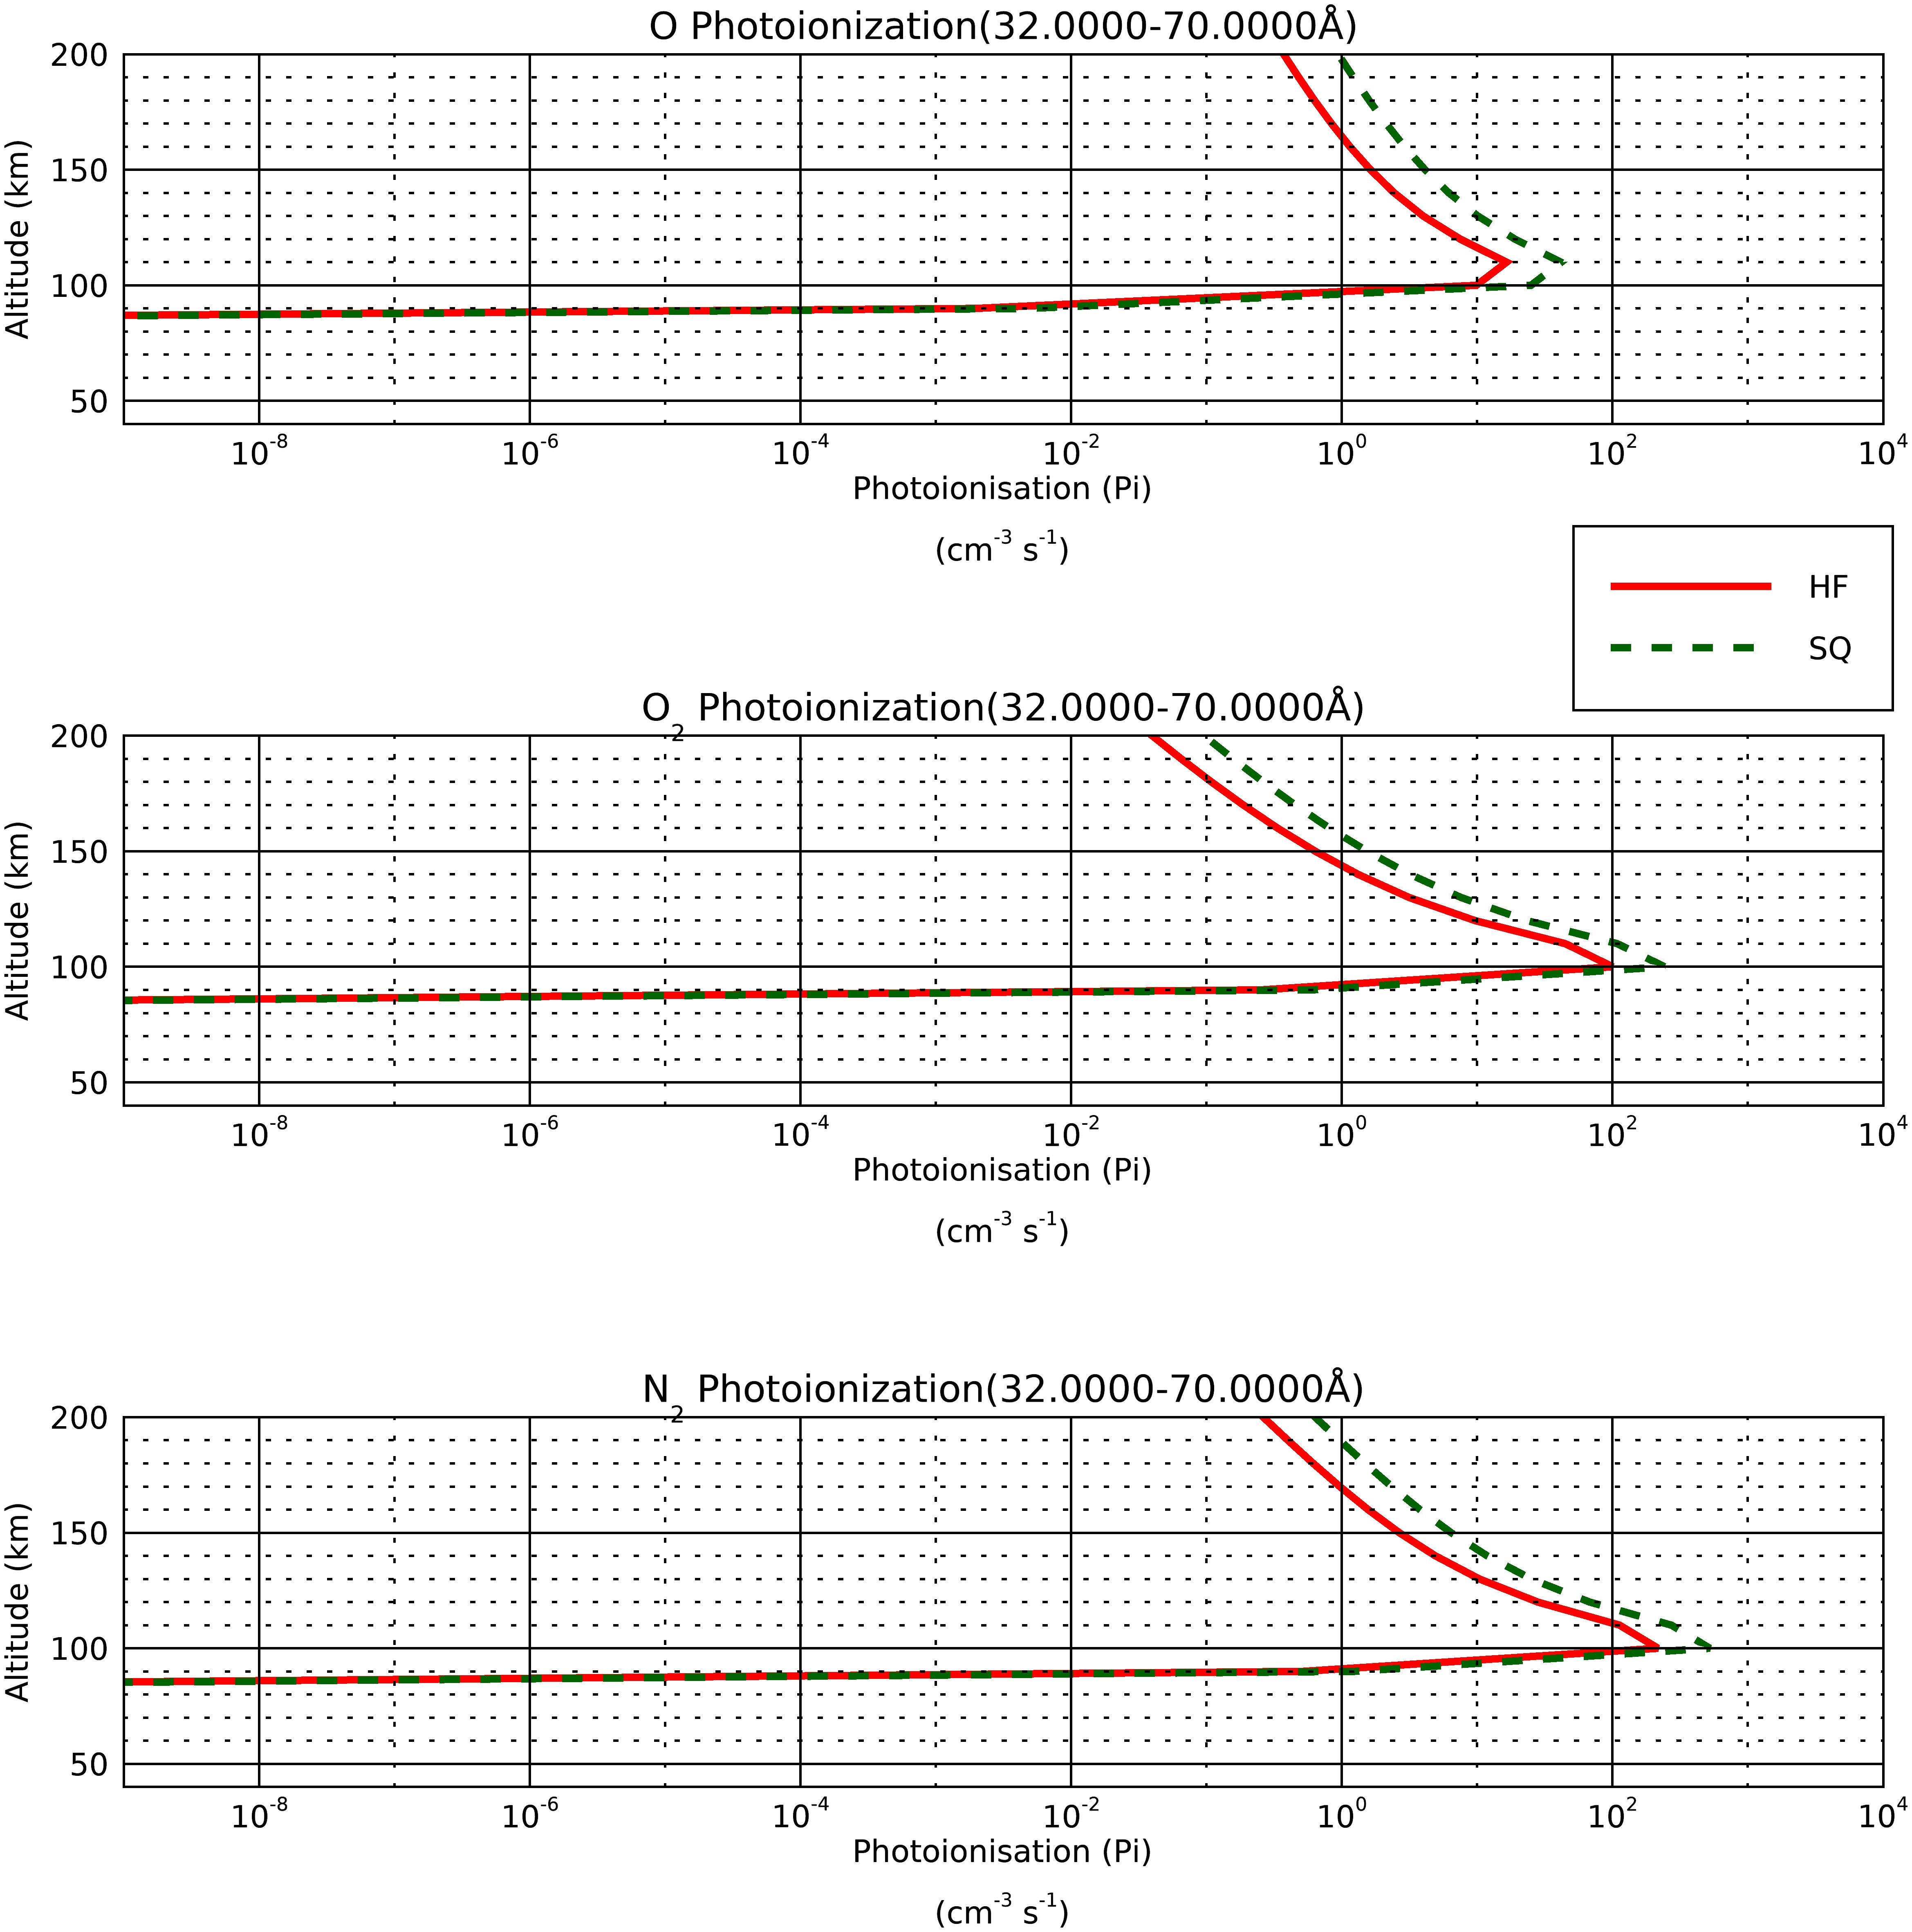 O Photoionization(32.0000-70.0000Å)
200
150
100
50
Altitude (km)
10-8 10-6 10-4 10-2 100 102 104
Photoionisation (Pi)
(cm-3 s-1)
HF
SQ
O2 Photoionization(32.0000-70.0000Å)
200
150
100
50
Altitude (km)
10-8 10-6 10-4 10-2 100 102 104
Photoionisation (Pi)
(cm-3 s-1)
N2 Photoionization(32.0000-70.0000Å)
200
150
100
50
Altitude (km)
10-8 10-6 10-4 10-2 100 102 104
Photoionisation (Pi)
(cm-3 s-1)